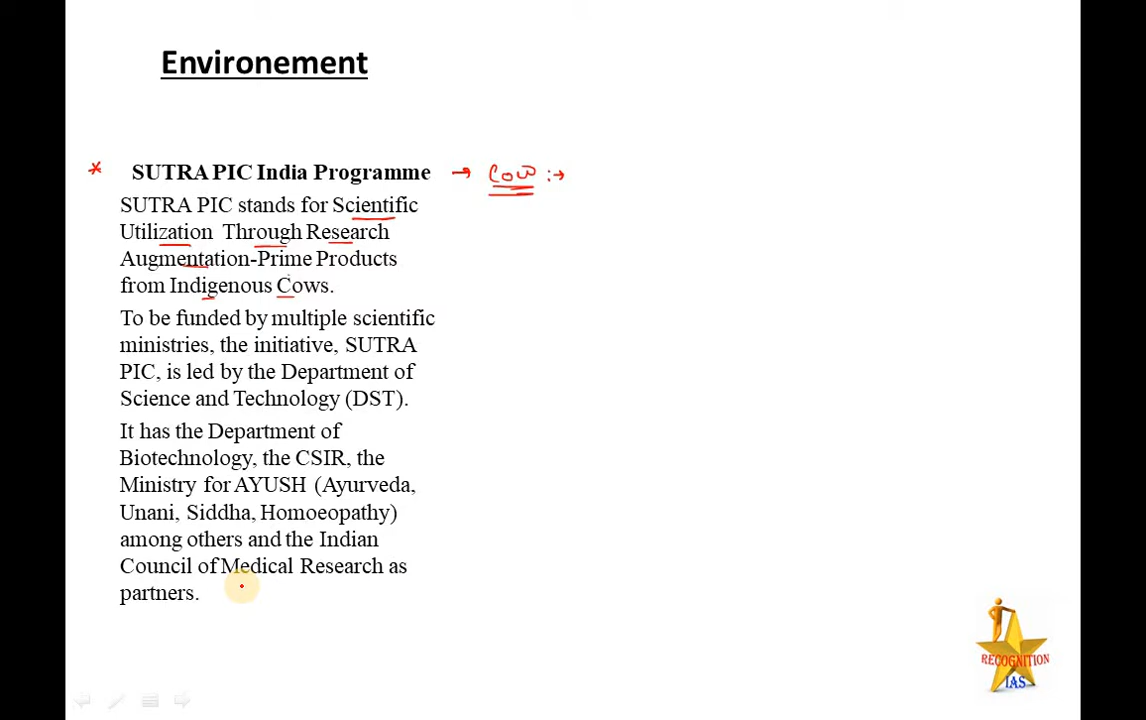 Environement
* SUTRA PIC India Programme → Cow :→
SUTRA PIC stands for Scientific
Utilization Through Research
Augmentation-Prime Products
from Indigenous Cows.
To be funded by multiple scientific
ministries, the initiative, SUTRA
PIC, is led by the Department of
Science and Technology (DST).
It has the Department of
Biotechnology, the CSIR, the
Ministry for AYUSH (Ayurveda,
Unani, Siddha, Homoeopathy)
among others and the Indian
Council of Medical Research as
partners.
RECOGNITION
IAS